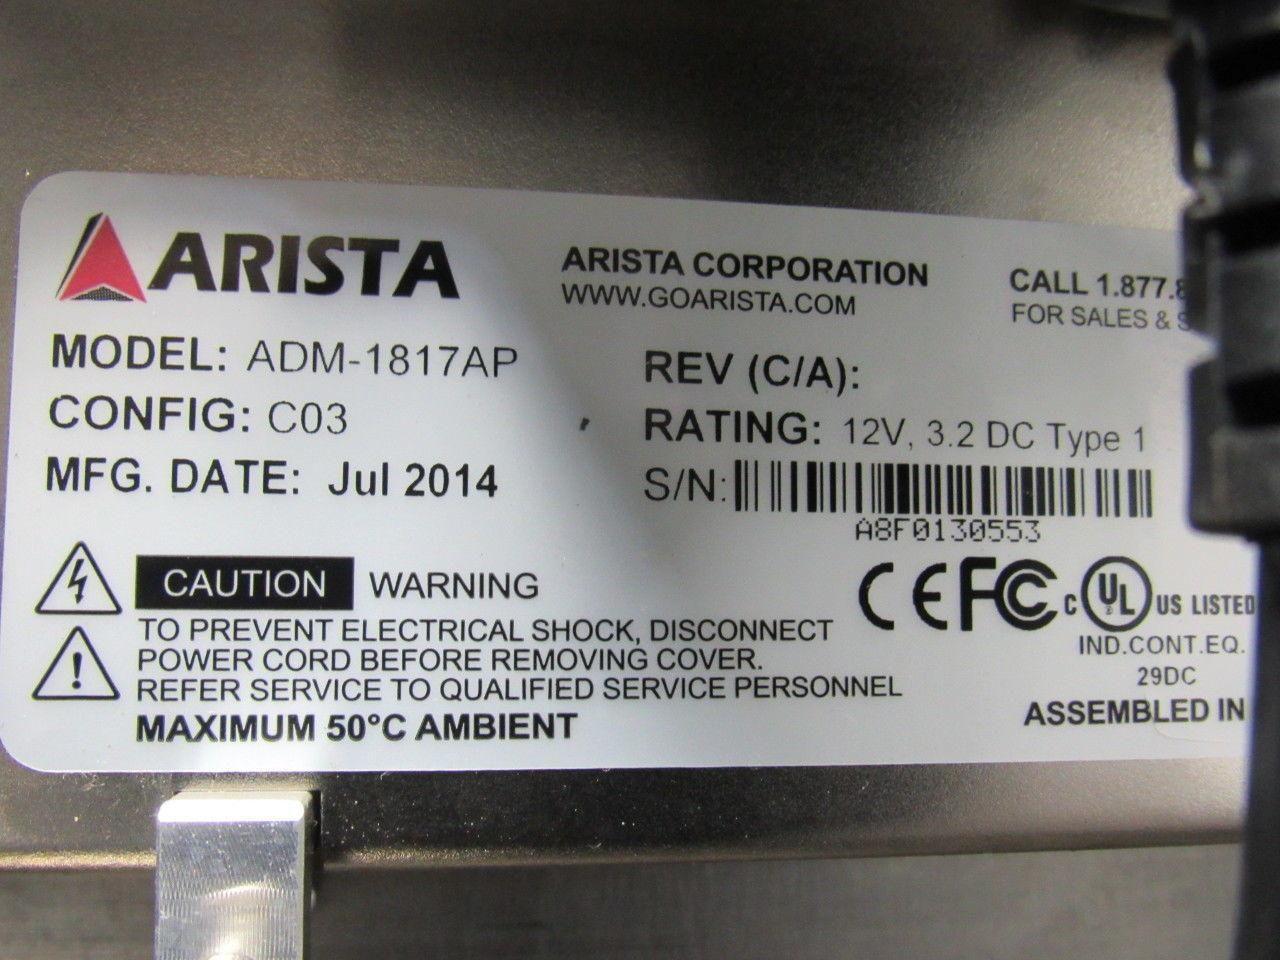 ARISTA
ARISTA CORPORATION
WWW.GOARISTA.COM
CALL 1.877.8
FOR SALES &
MODEL: ADM-1817AP
CONFIG: C03
MFG. DATE: Jul 2014
REV (C/A):
RATING: 12V, 3.2 DC Type 1
S/N:
A8F0130553
CAUTION WARNING
TO PREVENT ELECTRICAL SHOCK, DISCONNECT
POWER CORD BEFORE REMOVING COVER.
REFER SERVICE TO QUALIFIED SERVICE PERSONNEL
MAXIMUM 50°C AMBIENT
CE FC C UL US LISTED
IND.CONT.EQ.
29DC
ASSEMBLED IN